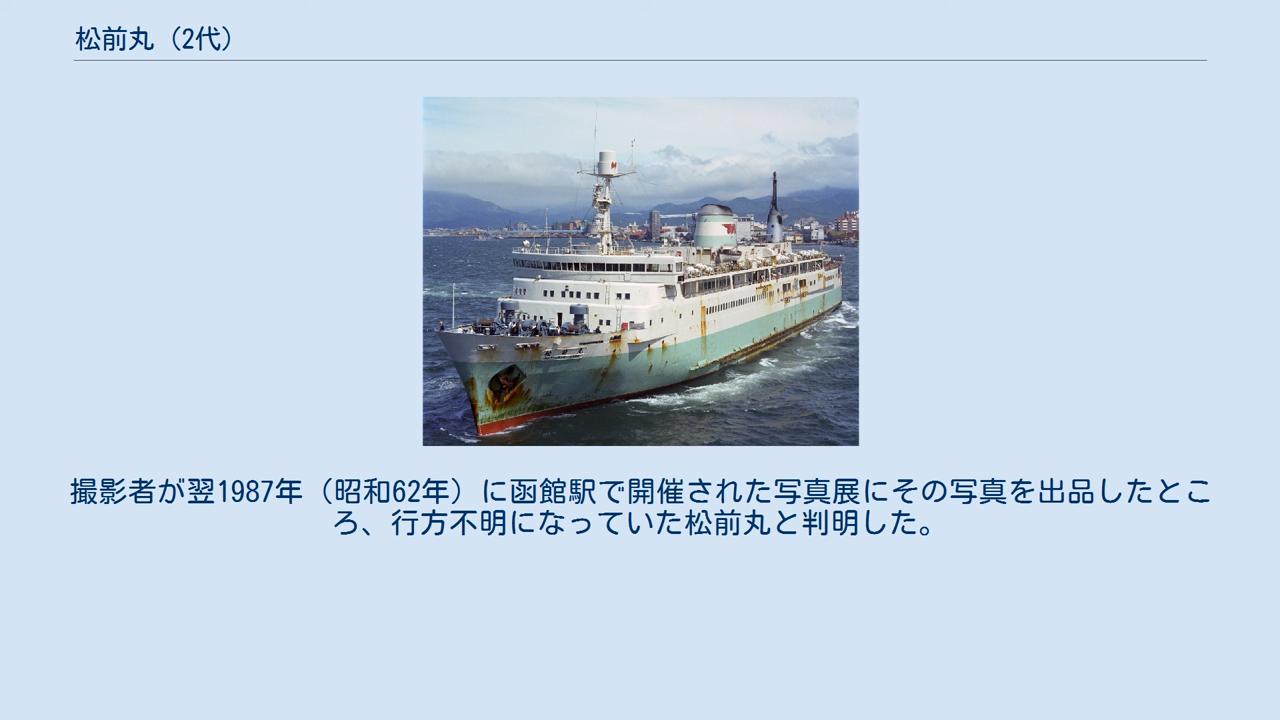 松前丸（2代）
撮影者が翌1987年（昭和62年）に函館駅で開催された写真展にその写真を出品したとこ
ろ、行方不明になっていた松前丸と判明した。